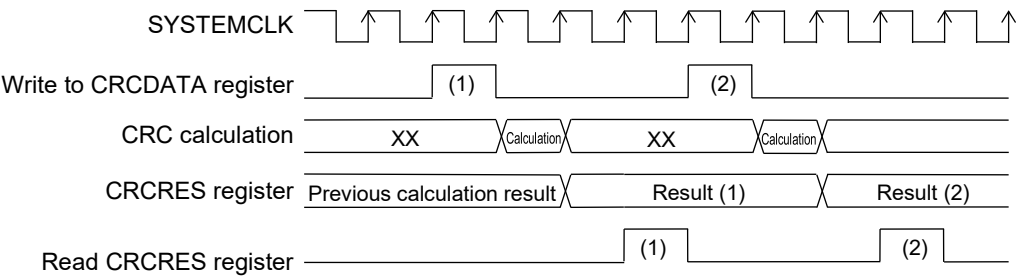 SYSTEMCLK
Write to CRCDATA register (1) (2)
CRC calculation XX Calculation XX Calculation
CRCRES register Previous calculation result Result (1) Result (2)
Read CRCRES register (1) (2)